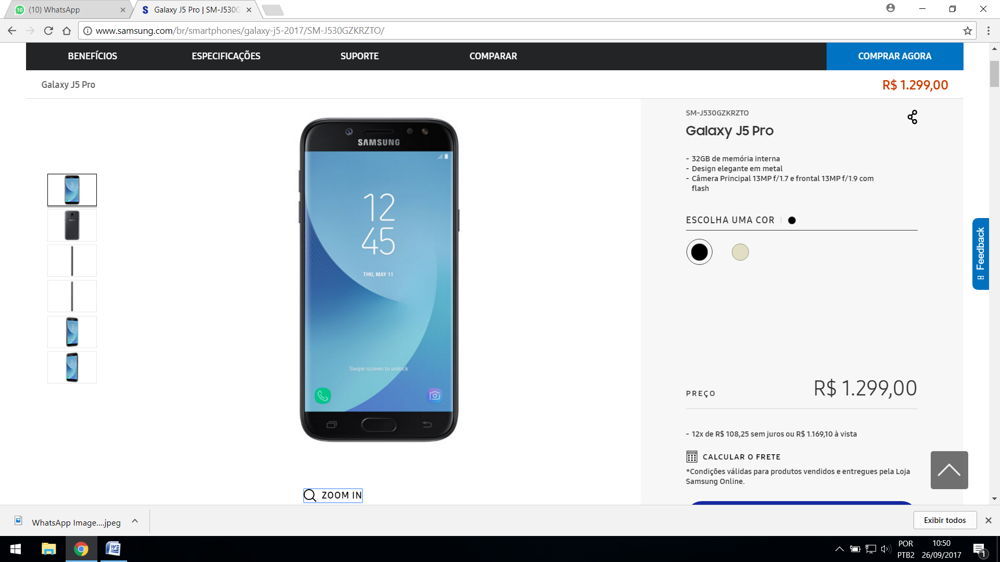 (10) WhatsApp
Galaxy J5 Pro | SM-J530G
www.samsung.com/br/smartphones/galaxy-j5-2017/SM-J530GZKRZTO/
BENEFÍCIOS ESPECIFICAÇÕES SUPORTE COMPARAR COMPRAR AGORA
Galaxy J5 Pro R$ 1.299,00
SAMSUNG
12
45
THU, MAY 11
Swipe screen to unlock
ZOOM IN
SM-J530GZKRZTO
Galaxy J5 Pro
- 32GB de memória interna
- Design elegante em metal
- Câmera Principal 13MP f/1.7 e frontal 13MP f/1.9 com
flash
ESCOLHA UMA COR
PREÇO R$ 1.299,00
- 12x de R$ 108,25 sem juros ou R$ 1.169,10 à vista
CALCULAR O FRETE
*Condições válidas para produtos vendidos e entregues pela Loja
Samsung Online.
Feedback
WhatsApp Image....jpeg
Exibir todos
POR
PTB2
10:50
26/09/2017
1